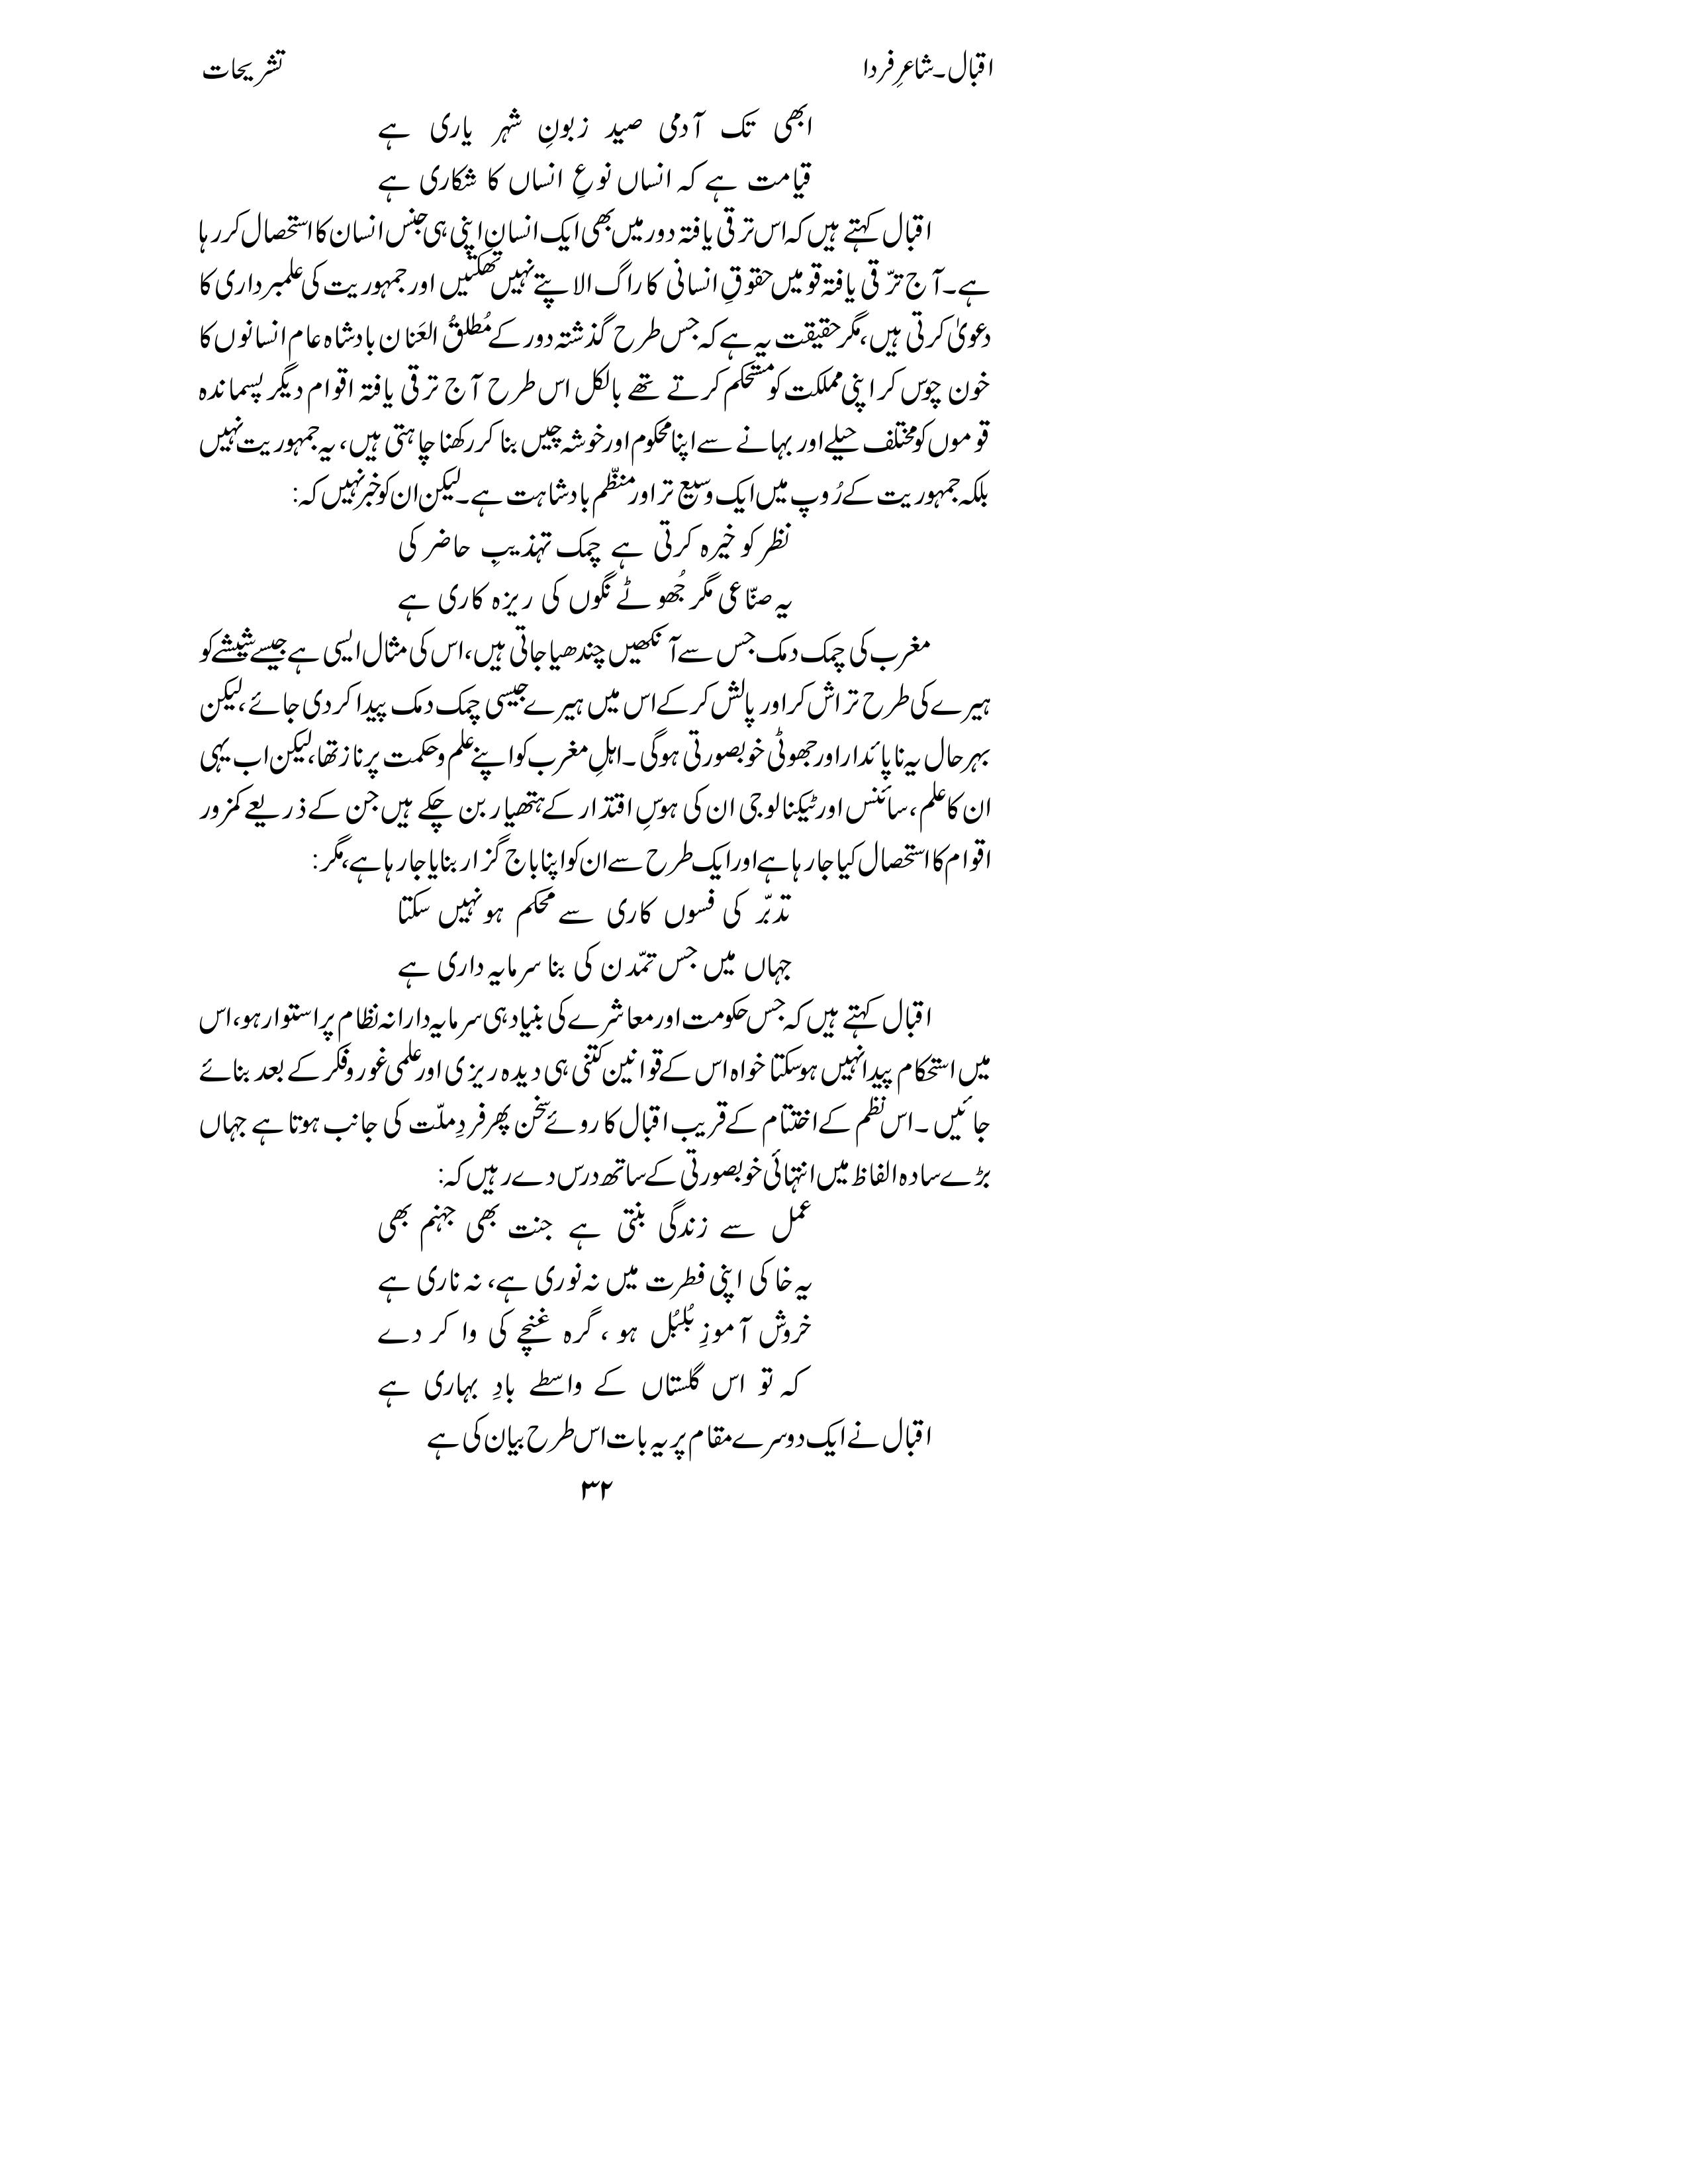 اقبال۔شاعرِ فردا تشریحات
ابھی تک آدمی صید زبونِ شہر یاری ہے
قیامت ہے کہ انساں نوعِ انساں کا شکاری ہے
اقبال کہتے ہیں کہ اس ترقی یافتہ دور میں بھی ایک انسان اپنی ہی جنس انسان کا استحصال کررہا
ہے۔آج ترّقی یافتہ قومیں حقوقِ انسانی کا راگ الاپتے نہیں تھکتیں اور جمہوریت کی علمبرداری کا
دعویٰ کرتی ہیں، مگر حقیقت یہ ہے کہ جس طرح گذشتہ دور کے مُطلقُ العَنان بادشاہ عام انسانوں کا
خون چوس کر اپنی مملکت کو مستحکم کرتے تھے بالکل اس طرح آج ترقی یافتہ اقوام دیگر پسماندہ
قوموں کو مختلف حیلے اور بہانے سے اپنا محکوم اور خوشہ چیں بنا کر رکھنا چاہتی ہیں، یہ جمہوریت نہیں
بلکہ جمہوریت کے رُوپ میں ایک وسیع تر اور منظّم بادشاہت ہے۔لیکن ان کو خبر نہیں کہ:
نظر کو خیرہ کرتی ہے چمک تہذیبِ حاضر کی
یہ صنّاعی مگر جُھوٹے نگوں کی ریزہ کاری ہے
مغرب کی چمک دمک جس سے آنکھیں چندھیا جاتی ہیں، اس کی مثال ایسی ہے جیسے شیشے کو
ہیرے کی طرح تراش کر اور پالش کرکے اس میں ہیرے جیسی چمک دمک پیدا کردی جائے، لیکن
بہرحال یہ ناپائدار اور جھوٹی خوبصورتی ہوگی۔اہلِ مغرب کو اپنے علم و حکمت پر ناز تھا، لیکن اب یہی
ان کا علم، سائنس اور ٹیکنالوجی ان کی ہوسِ اقتدار کے ہتھیار بن چکے ہیں جن کے ذریعے کمزور
اقوام کا استحصال کیا جارہا ہے اور ایک طرح سے ان کو اپنا باج گزار بنایا جارہا ہے، مگر:
تدبّر کی فسوں کاری سے محکم ہو نہیں سکتا
جہاں میں جس تمّدن کی بنا سرمایہ داری ہے
اقبال کہتے ہیں کہ جس حکومت اور معاشرے کی بنیاد ہی سرمایہ دارانہ نظام پر استوار ہو، اس
میں استحکام پیدا نہیں ہوسکتا خواہ اس کے قوانین کتنی ہی دیدہ ریزی اور علمی غور و فکر کے بعد بنائے
جائیں۔اس نظم کے اختتام کے قریب اقبال کا روئے سخن پھر فردِ ملّت کی جانب ہوتا ہے جہاں
بڑے سادہ الفاظ میں انتہائی خوبصورتی کے ساتھ درس دے رہیں کہ:
عمل سے زندگی بنتی ہے جنت بھی جہنم بھی
یہ خاکی اپنی فطرت میں نہ نوری ہے، نہ ناری ہے
خروش آموزِ بُلبُل ہو ، گرہ غنچے کی وا کر دے
کہ تو اس گلستاں کے واسطے بادِ بہاری ہے
اقبال نے ایک دوسرے مقام پر یہ بات اس طرح بیان کی ہے
۳۲